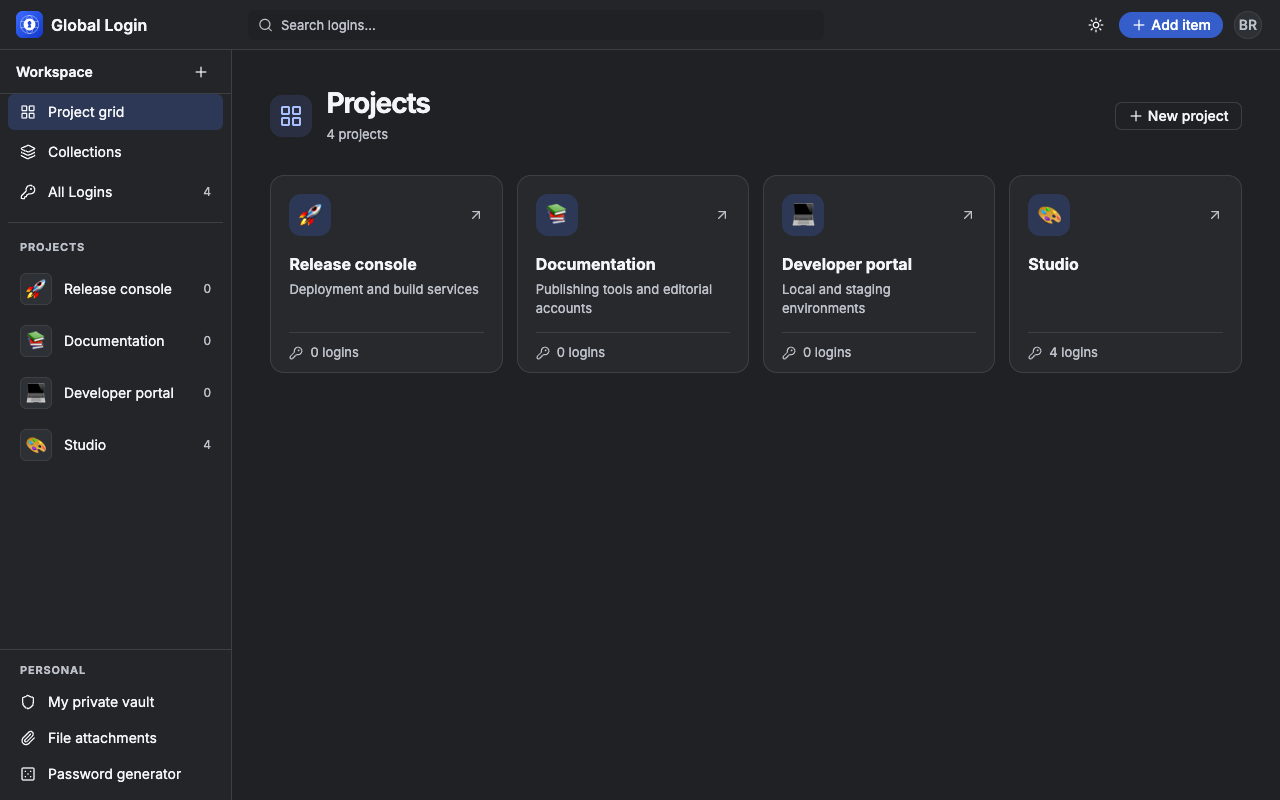 Global Login
Search logins...
Add item
BR
Workspace
Project grid
Collections
All Logins 4
PROJECTS
Release console 0
Documentation 0
Developer portal 0
Studio 4
PERSONAL
My private vault
File attachments
Password generator
Projects
4 projects
New project
Release console
Deployment and build services
0 logins
Documentation
Publishing tools and editorial
accounts
0 logins
Developer portal
Local and staging
environments
0 logins
Studio
4 logins